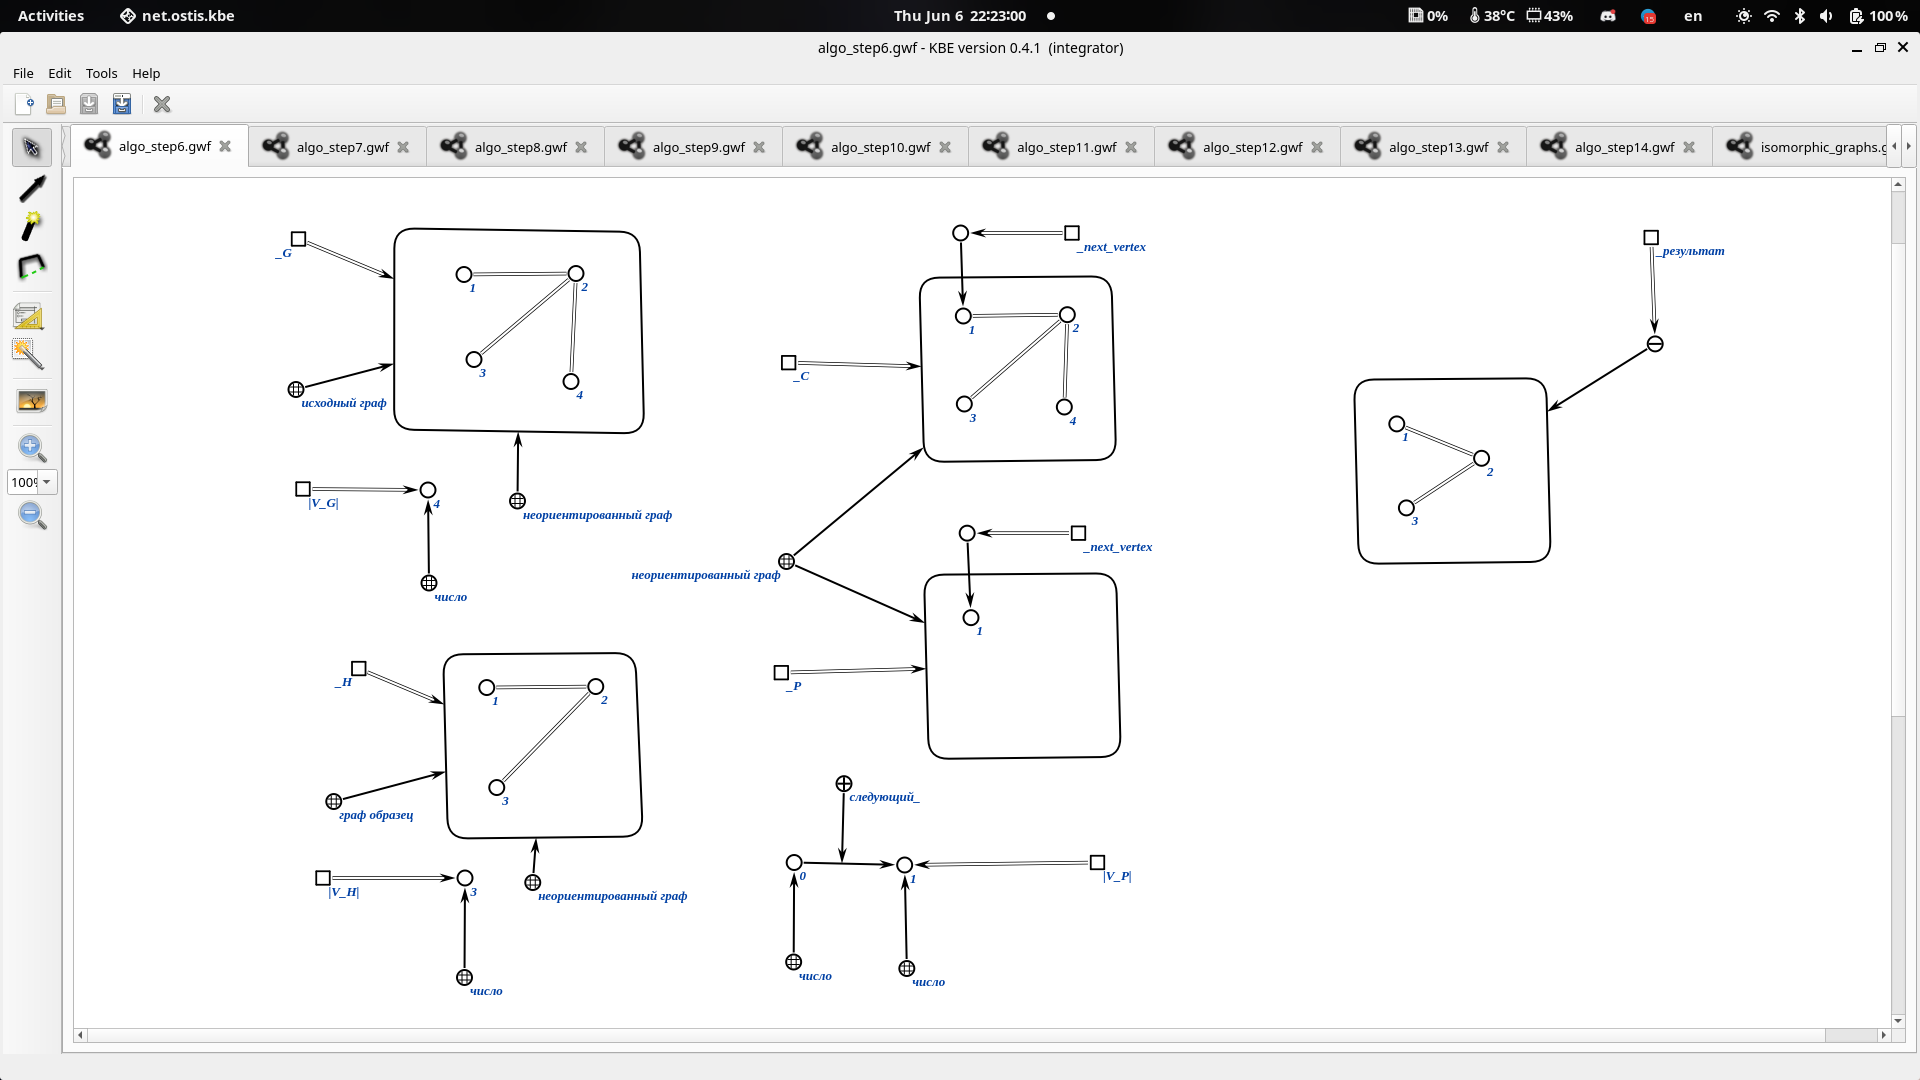 Activities
net.ostis.kbe
Thu Jun 6 22:23:00
0%
38°C
43%
15
en
100%
algo_step6.gwf - KBE version 0.4.1 (integrator)
File Edit Tools Help
algo_step6.gwf
algo_step7.gwf
algo_step8.gwf
algo_step9.gwf
algo_step10.gwf
algo_step11.gwf
algo_step12.gwf
algo_step13.gwf
algo_step14.gwf
isomorphic_graphs.g
100%
_G
1
2
3
4
исходный граф
неориентированный граф
|V_G|
4
число
_H
1
2
3
граф образец
неориентированный граф
|V_H|
3
число
_next_vertex
_C
1
2
3
4
неориентированный граф
_next_vertex
1
_P
следующий_
0
1
|V_P|
число
число
_результат
1
2
3